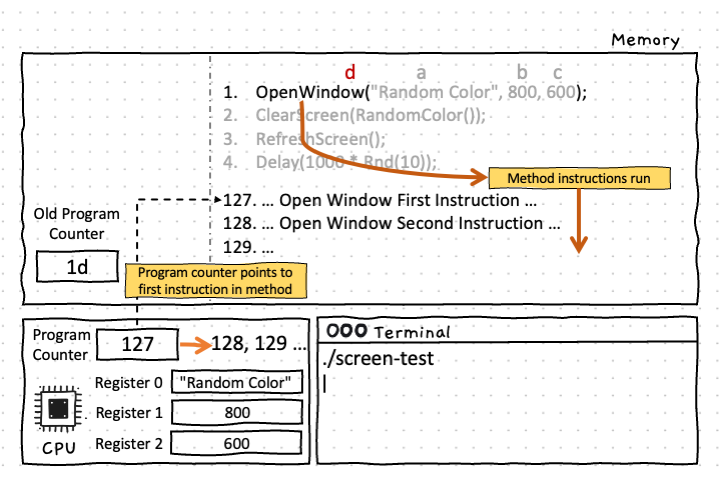 Memory
d a b c
1. OpenWindow("Random Color", 800, 600);
2. ClearScreen(RandomColor());
3. RefreshScreen();
4. Delay(1000 * Rnd(10));
Method instructions run
127. ... Open Window First Instruction ...
128. ... Open Window Second Instruction ...
129. ...
Old Program
Counter
1d
Program counter points to
first instruction in method
Program
Counter
127
128, 129 ...
Register 0
"Random Color"
Register 1
800
Register 2
600
CPU
Terminal
./screen-test
|